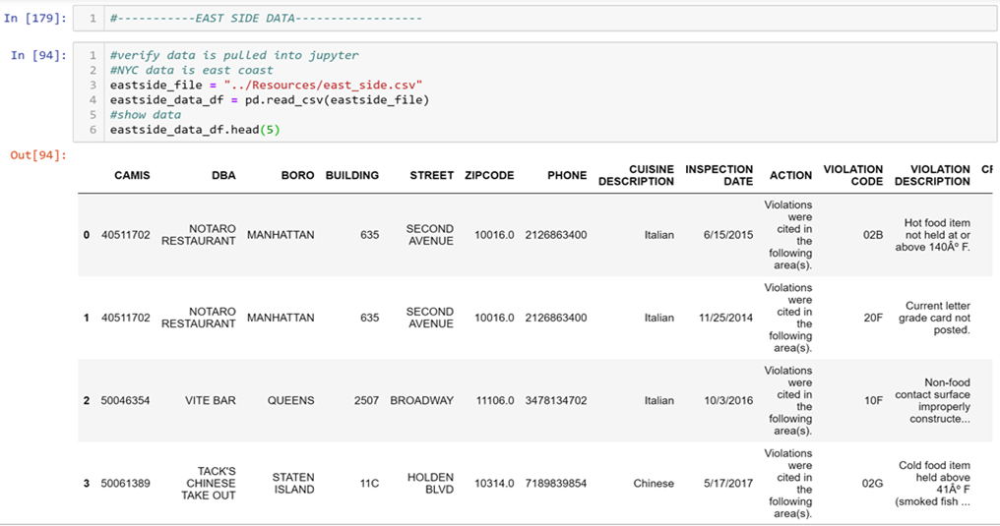 In [179]: 1 #-----------EAST SIDE DATA------------------
In [94]: 1 #verify data is pulled into jupyter
2 #NYC data is east coast
3 eastside_file = "../Resources/east_side.csv"
4 eastside_data_df = pd.read_csv(eastside_file)
5 #show data
6 eastside_data_df.head(5)
Out[94]:
CAMIS DBA BORO BUILDING STREET ZIPCODE PHONE CUISINE DESCRIPTION INSPECTION DATE ACTION VIOLATION CODE VIOLATION DESCRIPTION
0 40511702 NOTARO RESTAURANT MANHATTAN 635 SECOND AVENUE 10016.0 2126863400 Italian 6/15/2015 Violations were cited in the following area(s). 02B Hot food item not held at or above 140Âº F.
1 40511702 NOTARO RESTAURANT MANHATTAN 635 SECOND AVENUE 10016.0 2126863400 Italian 11/25/2014 Violations were cited in the following area(s). 20F Current letter grade card not posted.
2 50046354 VITE BAR QUEENS 2507 BROADWAY 11106.0 3478134702 Italian 10/3/2016 Violations were cited in the following area(s). 10F Non-food contact surface improperly constructe...
3 50061389 TACK'S CHINESE TAKE OUT STATEN ISLAND 11C HOLDEN BLVD 10314.0 7189839854 Chinese 5/17/2017 Violations were cited in the following area(s). 02G Cold food item held above 41Âº F (smoked fish ...